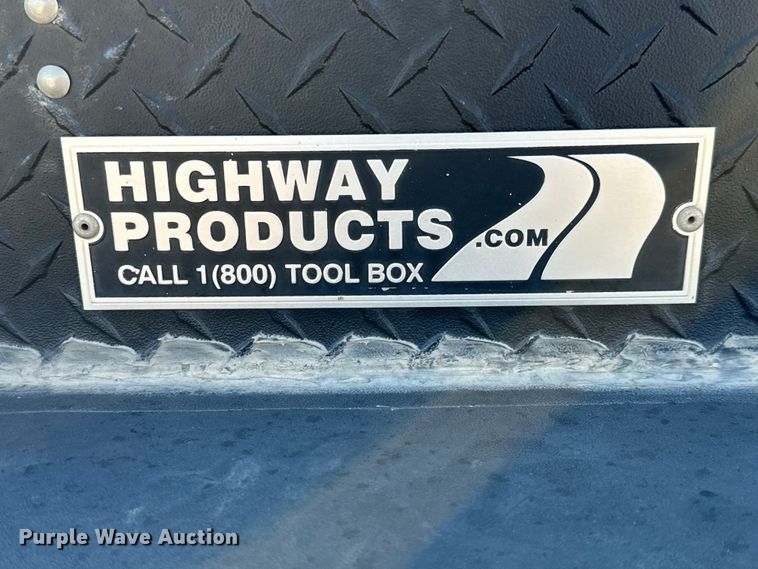 HIGHWAY
PRODUCTS .COM
CALL 1(800) TOOL BOX
Purple Wave Auction